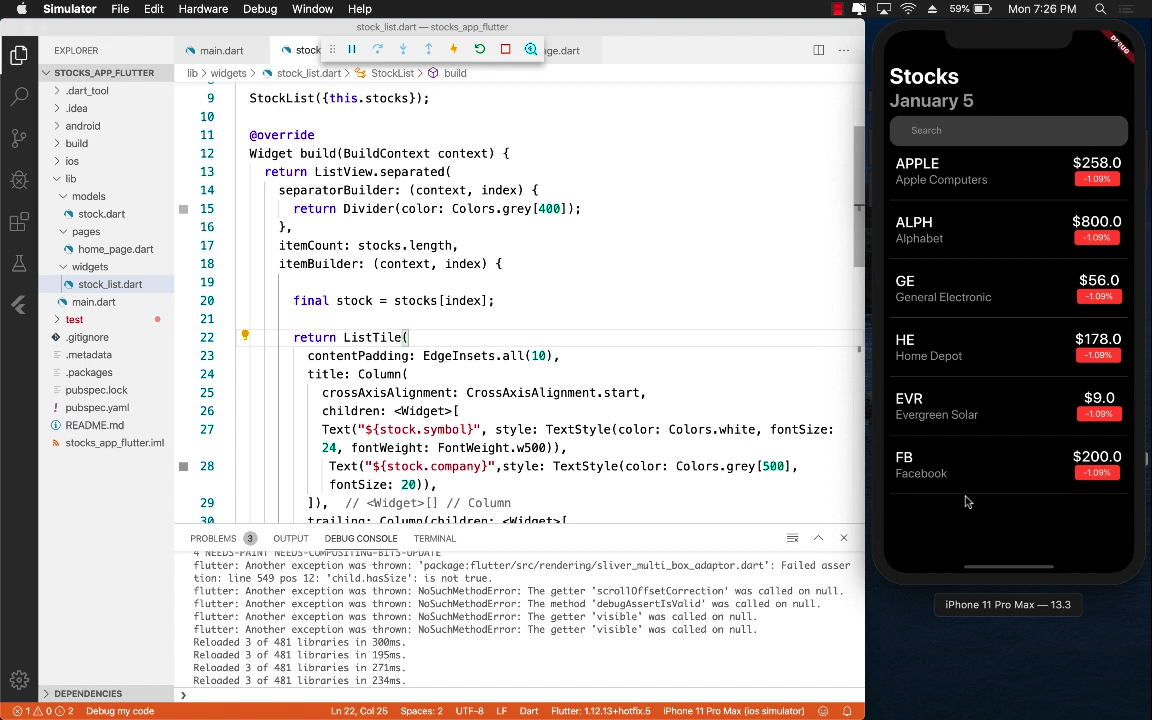 Simulator File Edit Hardware Debug Window Help 59% Mon 7:26 PM
stock_list.dart — stocks_app_flutter
EXPLORER
main.dart
stock
ge.dart
STOCKS_APP_FLUTTER
lib › widgets › stock_list.dart › StockList › build
.dart_tool
.idea
android
build
ios
lib
models
stock.dart
pages
home_page.dart
widgets
stock_list.dart
main.dart
test
.gitignore
.metadata
.packages
pubspec.lock
pubspec.yaml
README.md
stocks_app_flutter.iml
DEPENDENCIES
9 StockList({this.stocks});
10
11 @override
12 Widget build(BuildContext context) {
13 return ListView.separated(
14 separatorBuilder: (context, index) {
15 return Divider(color: Colors.grey[400]);
16 },
17 itemCount: stocks.length,
18 itemBuilder: (context, index) {
19
20 final stock = stocks[index];
21
22 return ListTile(
23 contentPadding: EdgeInsets.all(10),
24 title: Column(
25 crossAxisAlignment: CrossAxisAlignment.start,
26 children: <Widget>[
27 Text("${stock.symbol}", style: TextStyle(color: Colors.white, fontSize:
24, fontWeight: FontWeight.w500)),
28 Text("${stock.company}",style: TextStyle(color: Colors.grey[500],
fontSize: 20)),
29 ]), // <Widget>[] // Column
30 trailing: Column(children: <Widget>[
PROBLEMS 3 OUTPUT DEBUG CONSOLE TERMINAL
4 NEEDS-PAINT NEEDS-COMPOSITING-BITS-UPDATE
flutter: Another exception was thrown: 'package:flutter/src/rendering/sliver_multi_box_adaptor.dart': Failed asser
tion: line 549 pos 12: 'child.hasSize': is not true.
flutter: Another exception was thrown: NoSuchMethodError: The getter 'scrollOffsetCorrection' was called on null.
flutter: Another exception was thrown: NoSuchMethodError: The method 'debugAssertIsValid' was called on null.
flutter: Another exception was thrown: NoSuchMethodError: The getter 'visible' was called on null.
flutter: Another exception was thrown: NoSuchMethodError: The getter 'visible' was called on null.
Reloaded 3 of 481 libraries in 300ms.
Reloaded 3 of 481 libraries in 195ms.
Reloaded 3 of 481 libraries in 271ms.
Reloaded 3 of 481 libraries in 234ms.
1 0 2 Debug my code Ln 22, Col 25 Spaces: 2 UTF-8 LF Dart Flutter: 1.12.13+hotfix.5 iPhone 11 Pro Max (ios simulator)
DEBUG
Stocks
January 5
Search
APPLE $258.0
Apple Computers -1.09%
ALPH $800.0
Alphabet -1.09%
GE $56.0
General Electronic -1.09%
HE $178.0
Home Depot -1.09%
EVR $9.0
Evergreen Solar -1.09%
FB $200.0
Facebook -1.09%
iPhone 11 Pro Max — 13.3